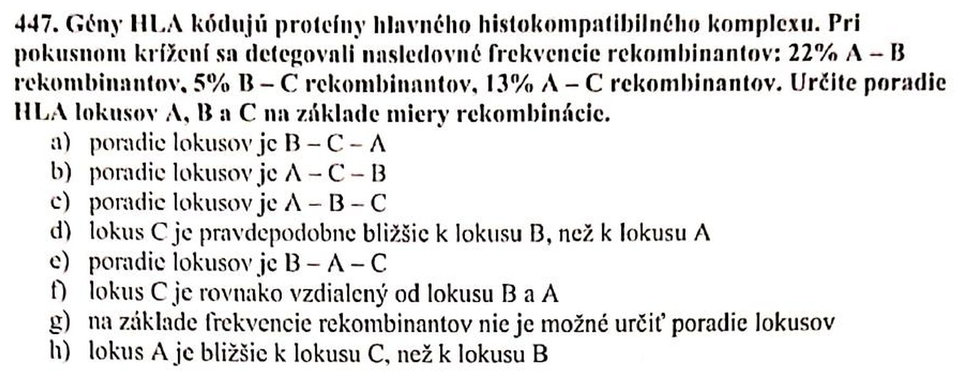 447. Gény HLA kódujú proteíny hlavného histokompatibilného komplexu. Pri
pokusnom krížení sa detegovali nasledovné frekvencie rekombinantov: 22% A – B
rekombinantov, 5% B – C rekombinantov, 13% A – C rekombinantov. Určite poradie
HLA lokusov A, B a C na základe miery rekombinácie.
a) poradie lokusov je B – C – A
b) poradie lokusov je A – C – B
c) poradie lokusov je A – B – C
d) lokus C je pravdepodobne bližšie k lokusu B, než k lokusu A
e) poradie lokusov je B – A – C
f) lokus C je rovnako vzdialený od lokusu B a A
g) na základe frekvencie rekombinantov nie je možné určiť poradie lokusov
h) lokus A je bližšie k lokusu C, než k lokusu B